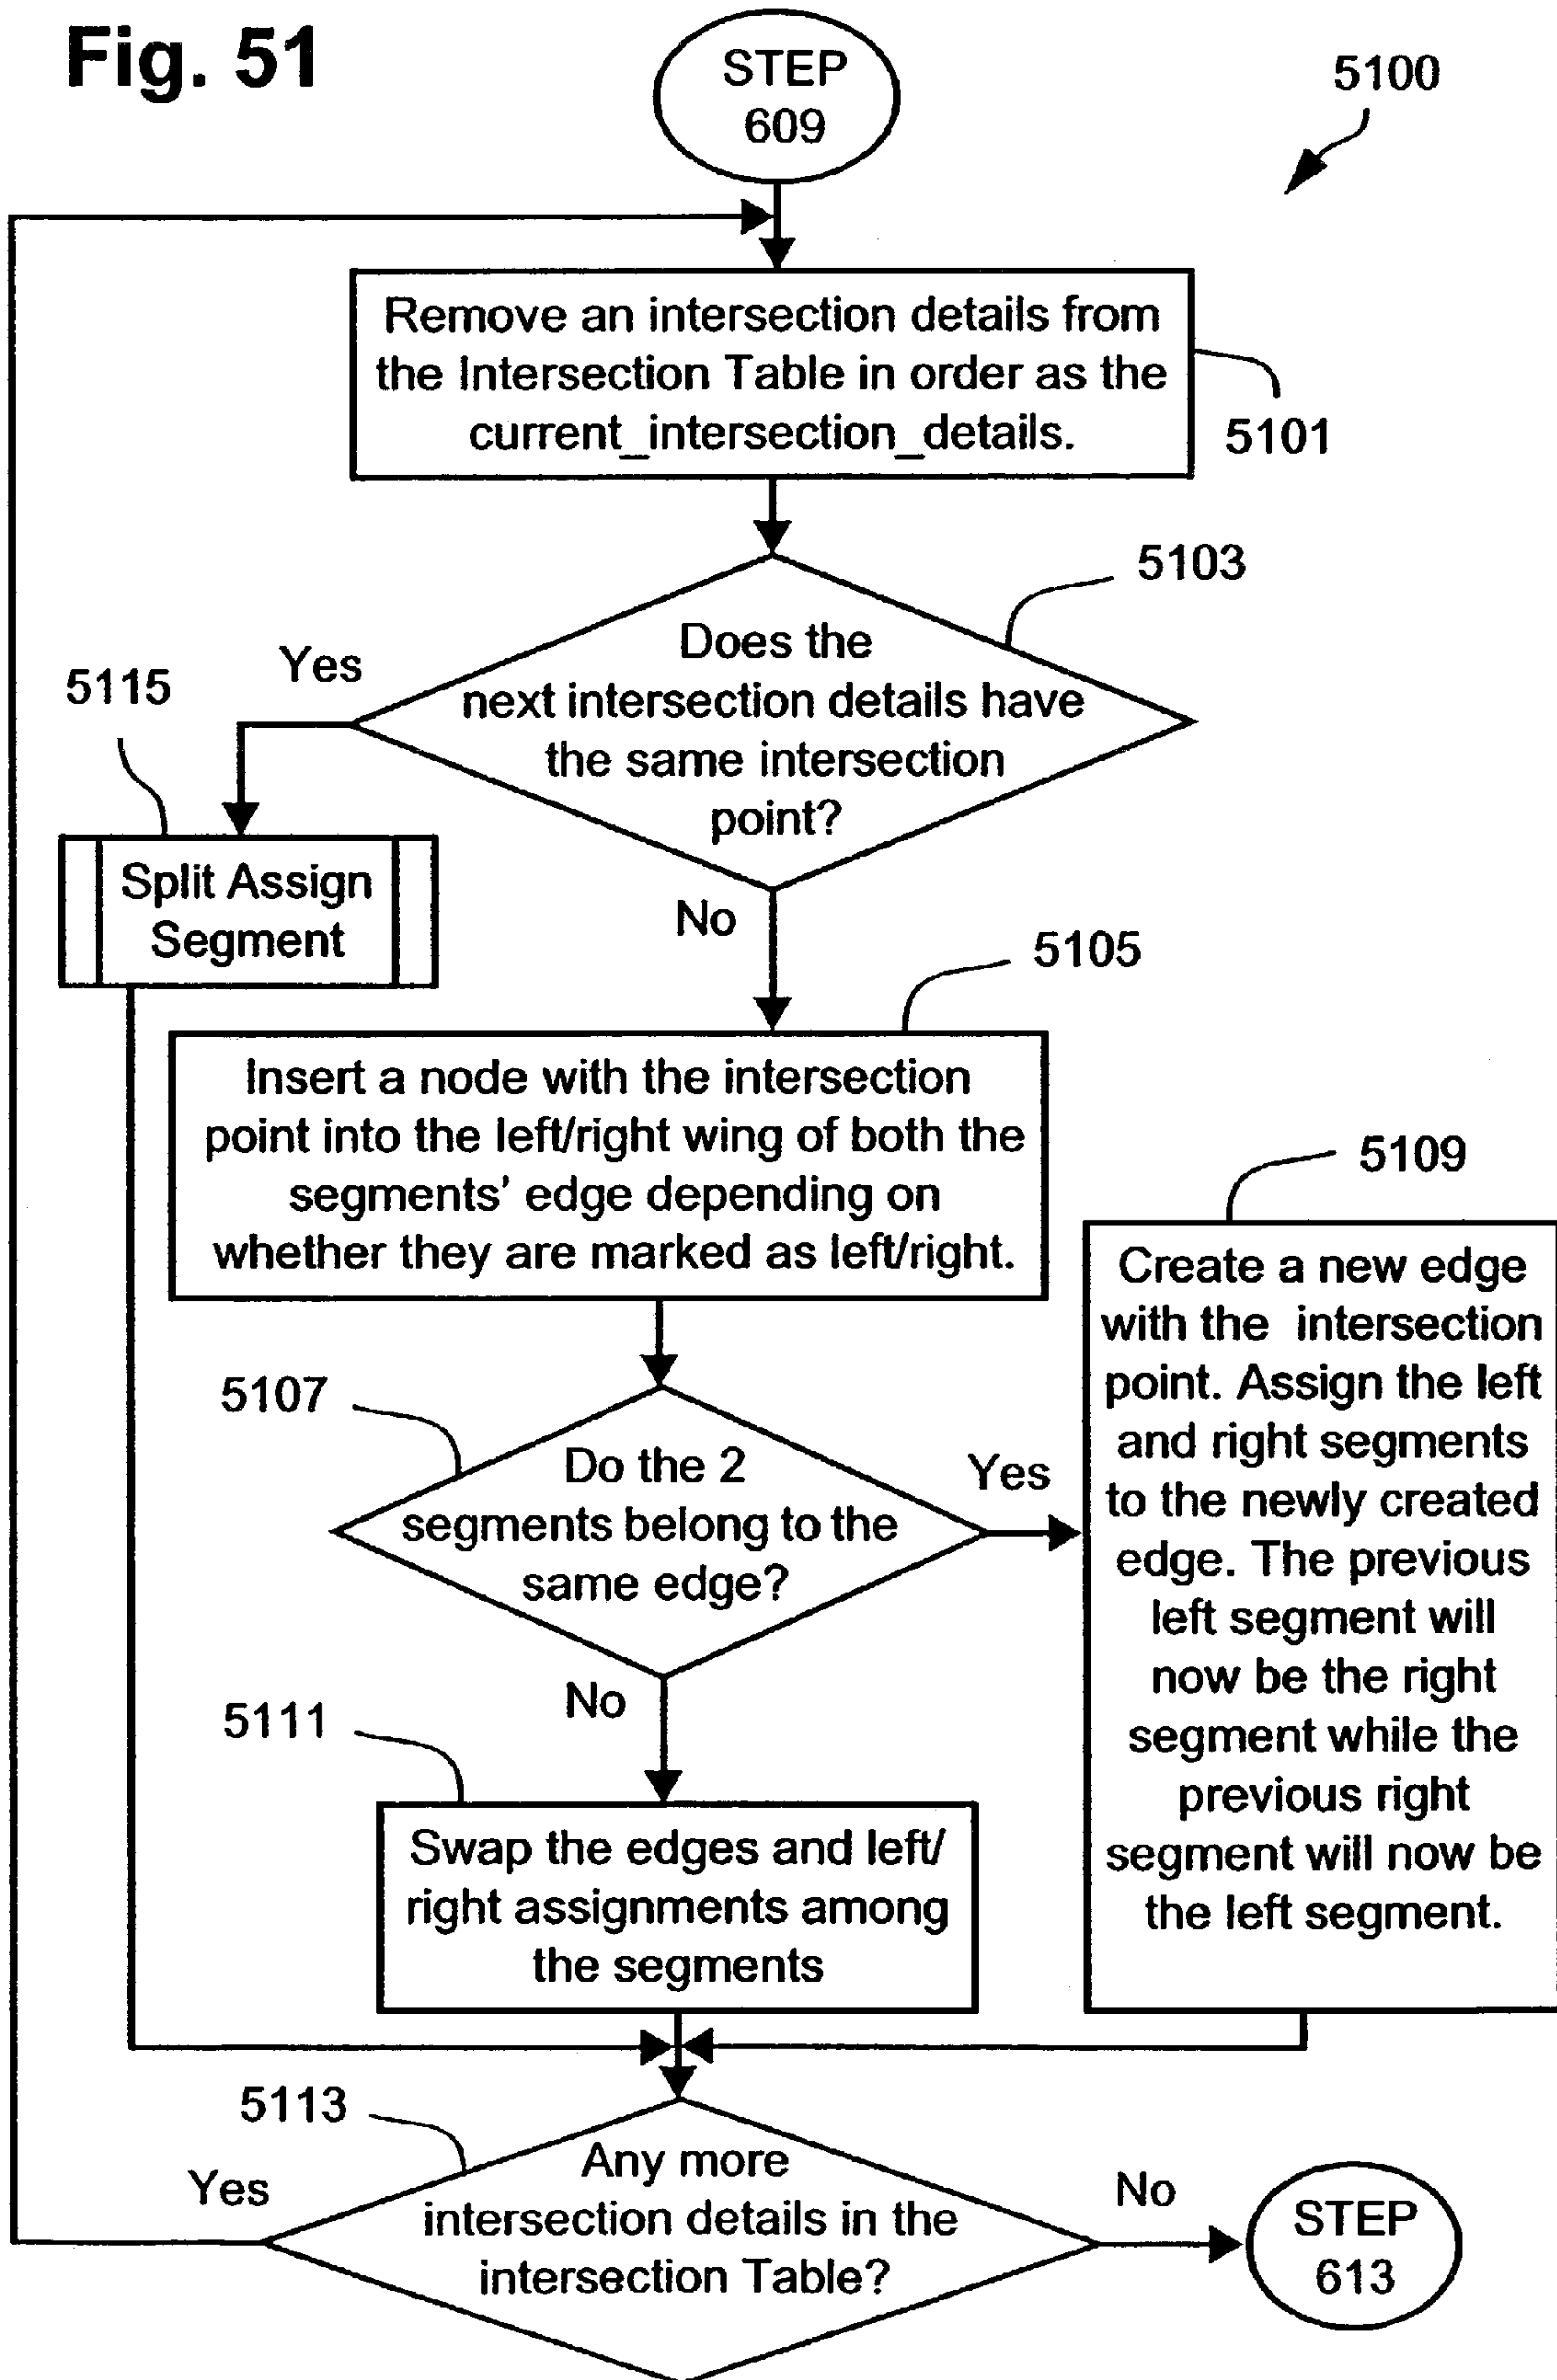 Fig. 51
STEP
609
5100
Remove an intersection details from
the Intersection Table in order as the
current_intersection_details.
5101
5103
Does the
next intersection details have
the same intersection
point?
Yes
5115
Split Assign
Segment
No
5105
Insert a node with the intersection
point into the left/right wing of both the
segments' edge depending on
whether they are marked as left/right.
5109
Create a new edge
with the intersection
point. Assign the left
and right segments
to the newly created
edge. The previous
left segment will
now be the right
segment while the
previous right
segment will now be
the left segment.
5107
Do the 2
segments belong to the
same edge?
Yes
No
5111
Swap the edges and left/
right assignments among
the segments
5113
Any more
intersection details in the
intersection Table?
Yes
No
STEP
613